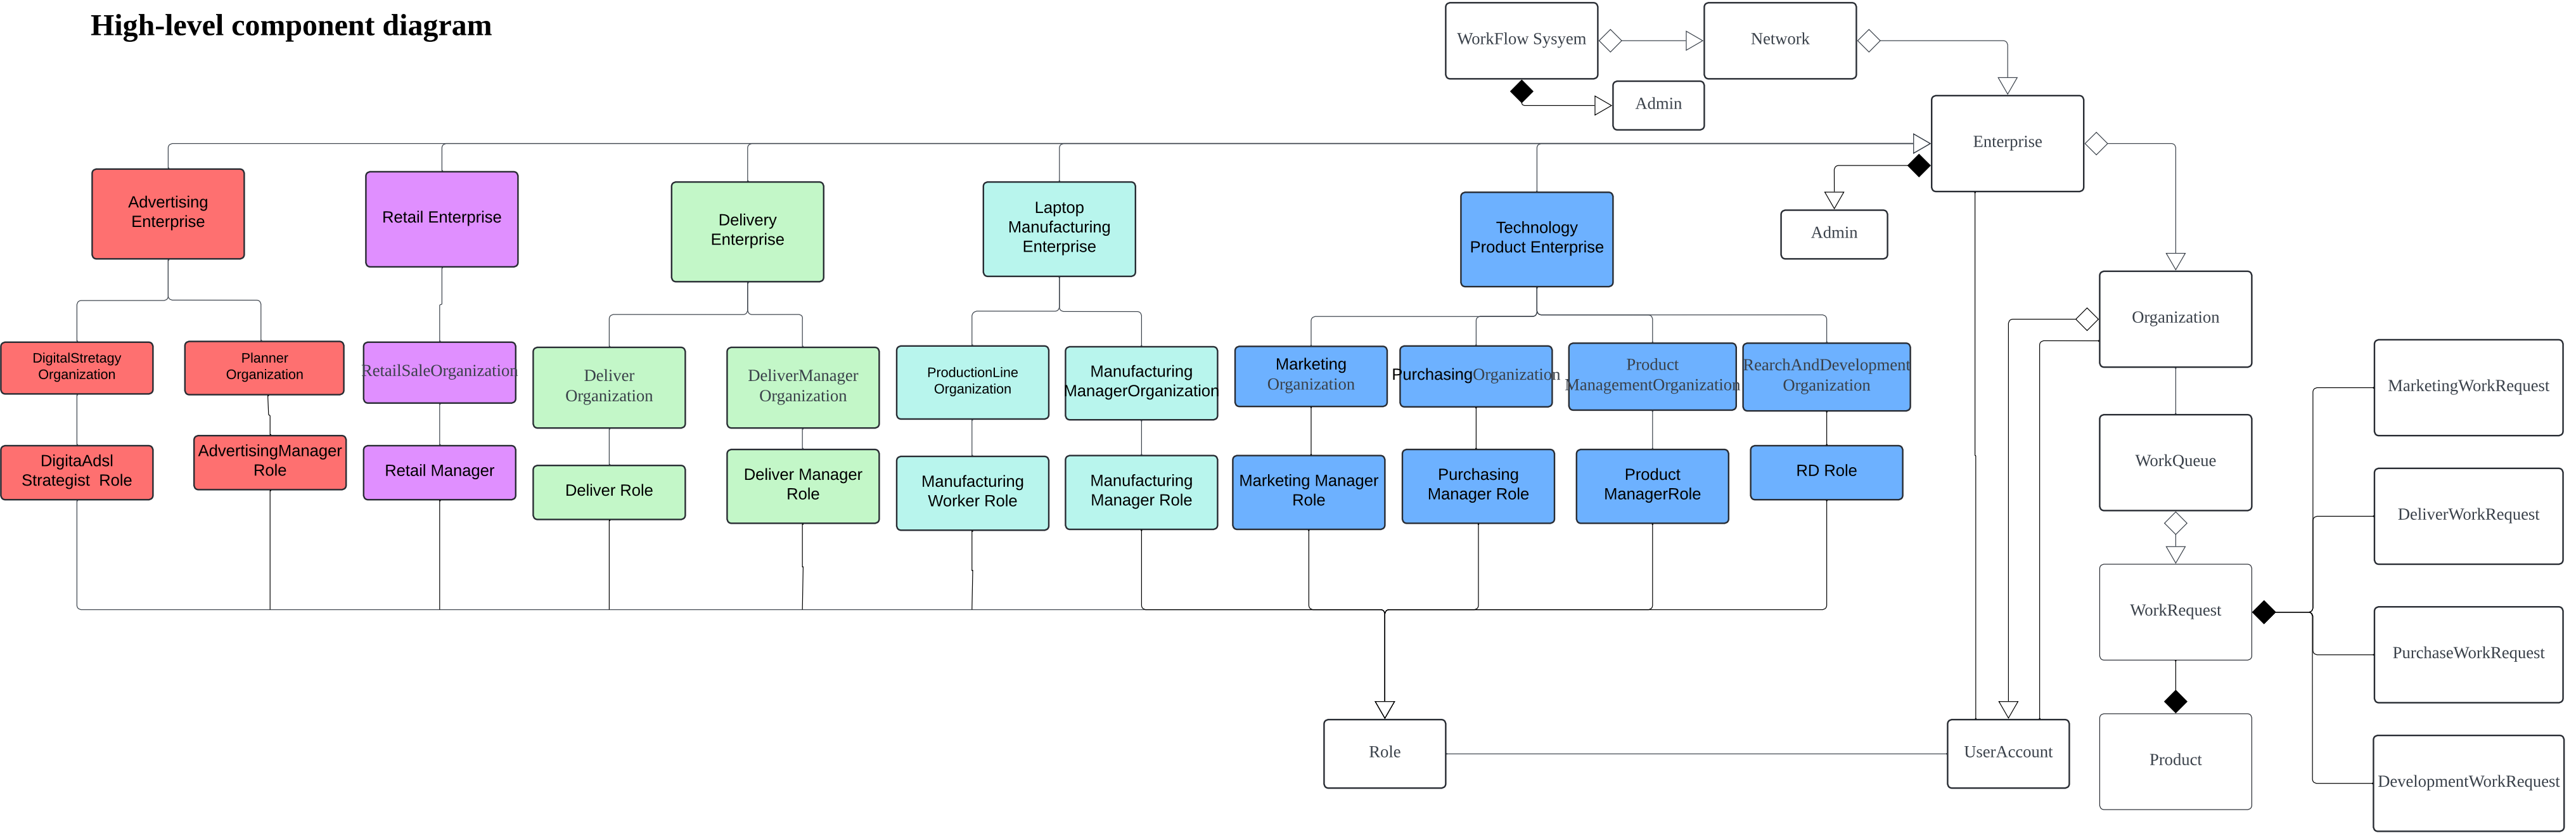 High-level component diagram
WorkFlow Sysyem
Network
Admin
Enterprise
Admin
Advertising
Enterprise
Retail Enterprise
Delivery
Enterprise
Laptop
Manufacturing
Enterprise
Technology
Product Enterprise
Organization
DigitalStretagy
Organization
Planner
Organization
RetailSaleOrganization
Deliver
Organization
DeliverManager
Organization
ProductionLine
Organization
Manufacturing
ManagerOrganization
Marketing
Organization
PurchasingOrganization
Product
ManagementOrganization
RearchAndDevelopment
Organization
MarketingWorkRequest
DigitaAdsl
Strategist  Role
AdvertisingManager
Role
Retail Manager
Deliver Role
Deliver Manager
Role
Manufacturing
Worker Role
Manufacturing
Manager Role
Marketing Manager
Role
Purchasing
Manager Role
Product
ManagerRole
RD Role
WorkQueue
DeliverWorkRequest
WorkRequest
PurchaseWorkRequest
Role
UserAccount
Product
DevelopmentWorkRequest